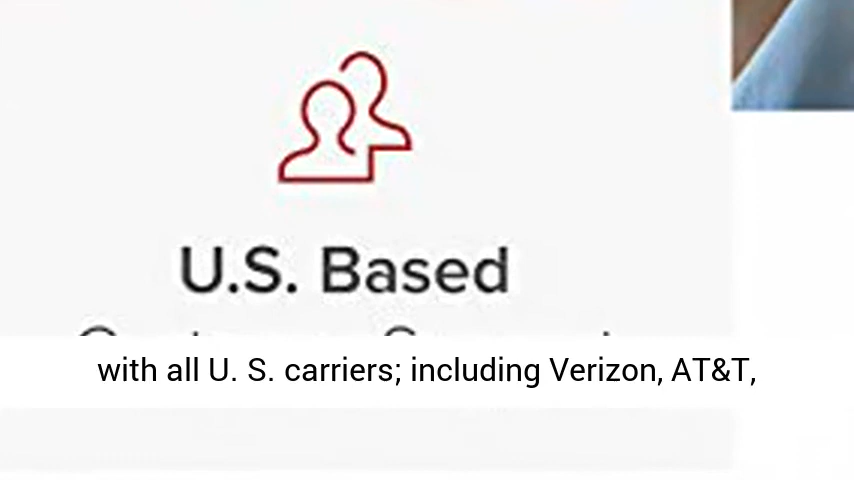 U.S. Based
with all U. S. carriers; including Verizon, AT&T,